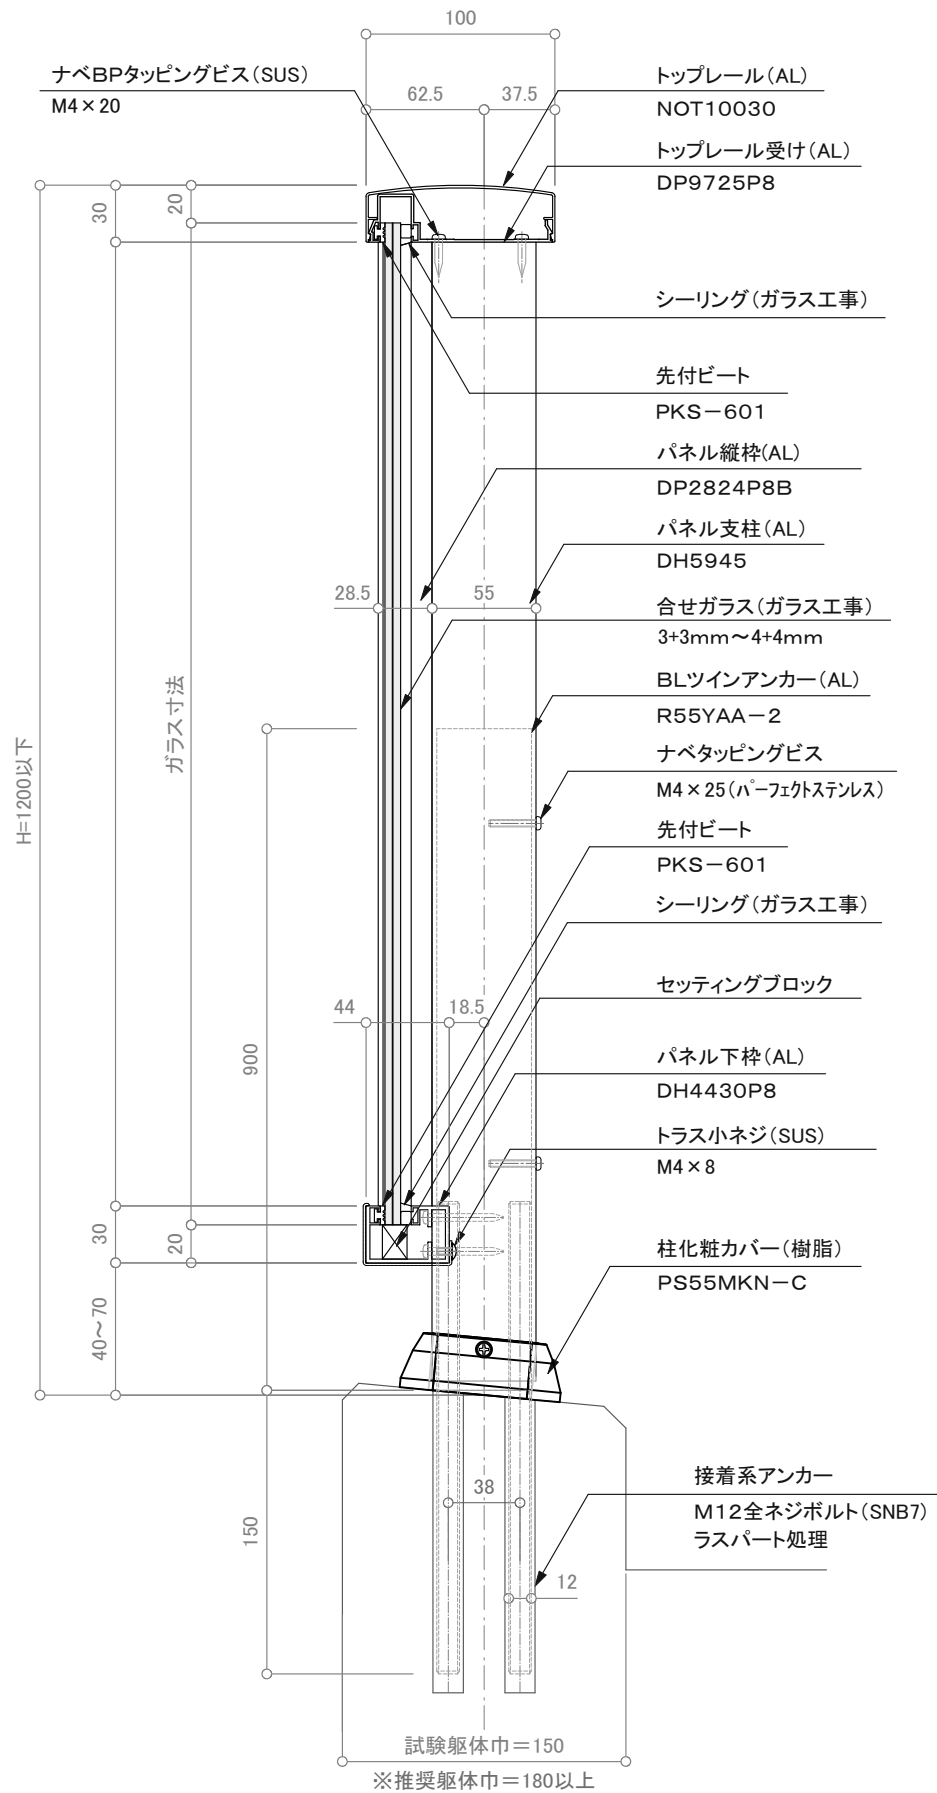 100
ナベBPタッピングビス（SUS）
M4×20
62.5
37.5
トップレール（AL）
NOT10030
トップレール受け（AL）
DP9725P8
30
20
シーリング（ガラス工事）
先付ビート
PKS－601
パネル縦枠(AL)
DP2824P8B
パネル支柱（AL）
DH5945
28.5
55
合せガラス（ガラス工事）
3+3mm～4+4mm
BLツインアンカー（AL）
R55YAA－2
ガラス寸法
H=1200以下
ナベタッピングビス
M4×25（パーフェクトステンレス）
先付ビート
PKS－601
シーリング（ガラス工事）
セッティングブロック
44
18.5
900
パネル下枠（AL）
DH4430P8
トラス小ネジ（SUS）
M4×8
30
20
柱化粧カバー（樹脂）
PS55MKN－C
40～70
接着系アンカー
M12全ネジボルト（SNB7）
ラスパート処理
38
150
12
試験躯体巾＝150
※推奨躯体巾＝180以上